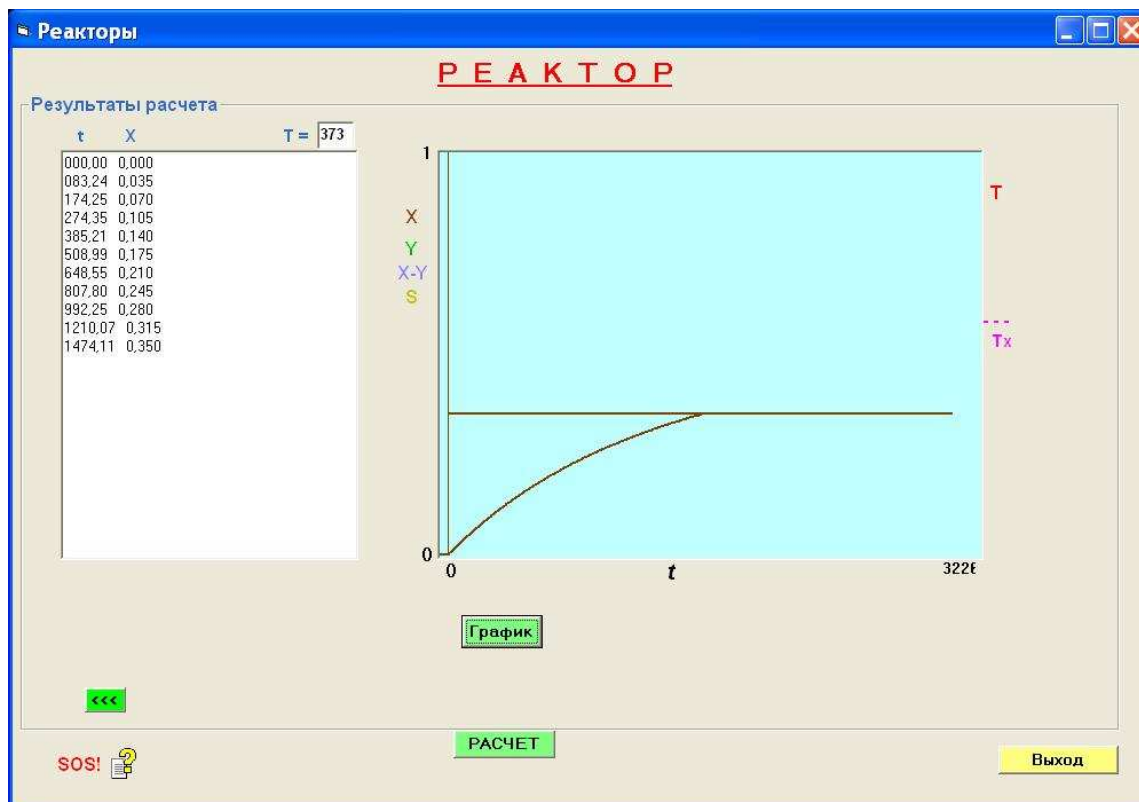 Реакторы
Р Е А К Т О Р
Результаты расчета
t X T = 373
000,00 0,000
083,24 0,035
174,25 0,070
274,35 0,105
385,21 0,140
508,99 0,175
648,55 0,210
807,80 0,245
992,25 0,280
1210,07 0,315
1474,11 0,350
1
X
Y
X-Y
S
0
0
t
T
Tx
График
<<<
РАСЧЕТ
SOS!
Выход